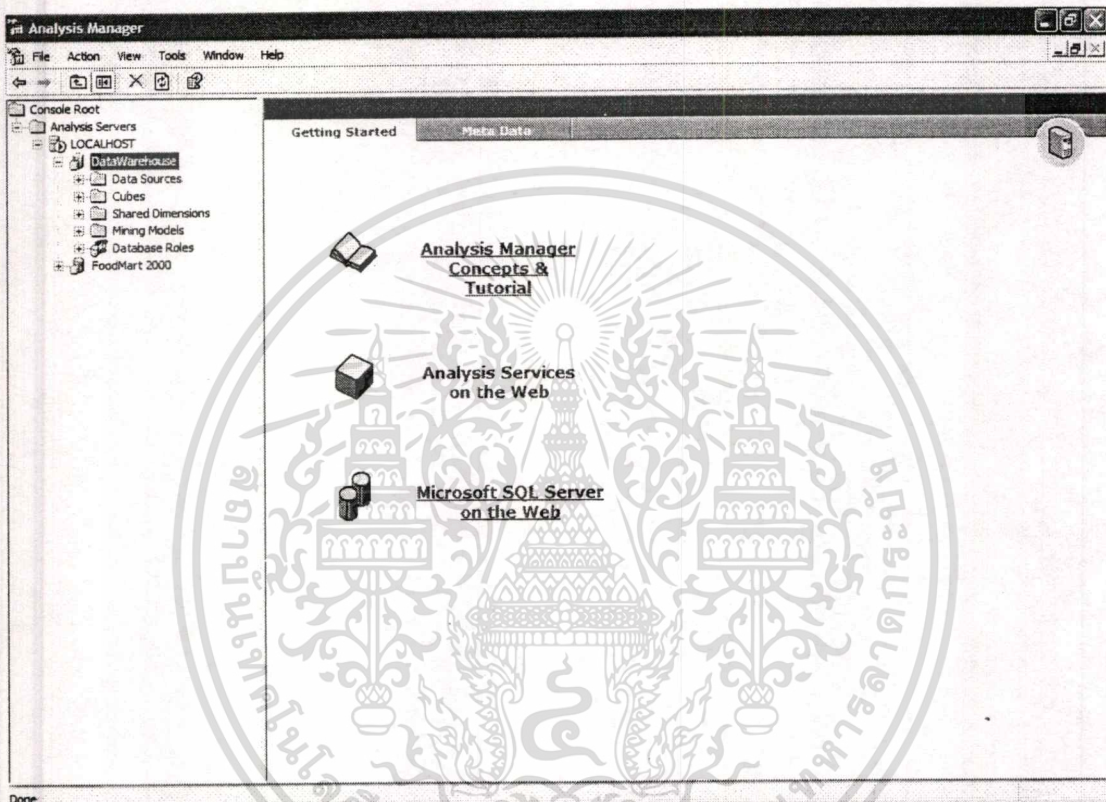 Analysis Manager
File Action View Tools Window Help
Console Root
Analysis Servers
LOCALHOST
DataWarehouse
Data Sources
Cubes
Shared Dimensions
Mining Models
Database Roles
FoodMart 2000
Getting Started
Meta Data
Analysis Manager
Concepts &
Tutorial
Analysis Services
on the Web
Microsoft SQL Server
on the Web
Done